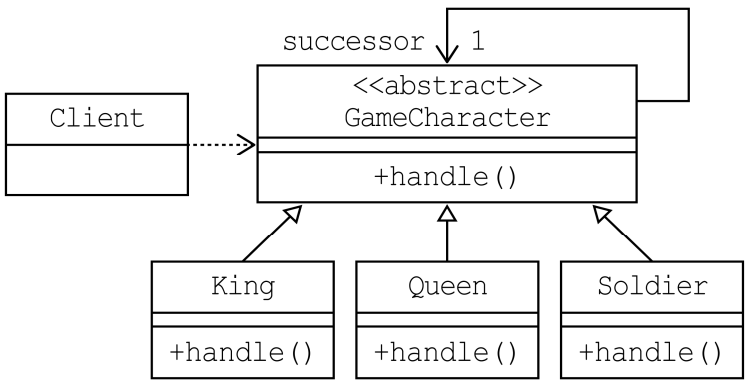 successor 1
<<abstract>>
GameCharacter
Client
+handle()
King
Queen
Soldier
+handle()
+handle()
+handle()